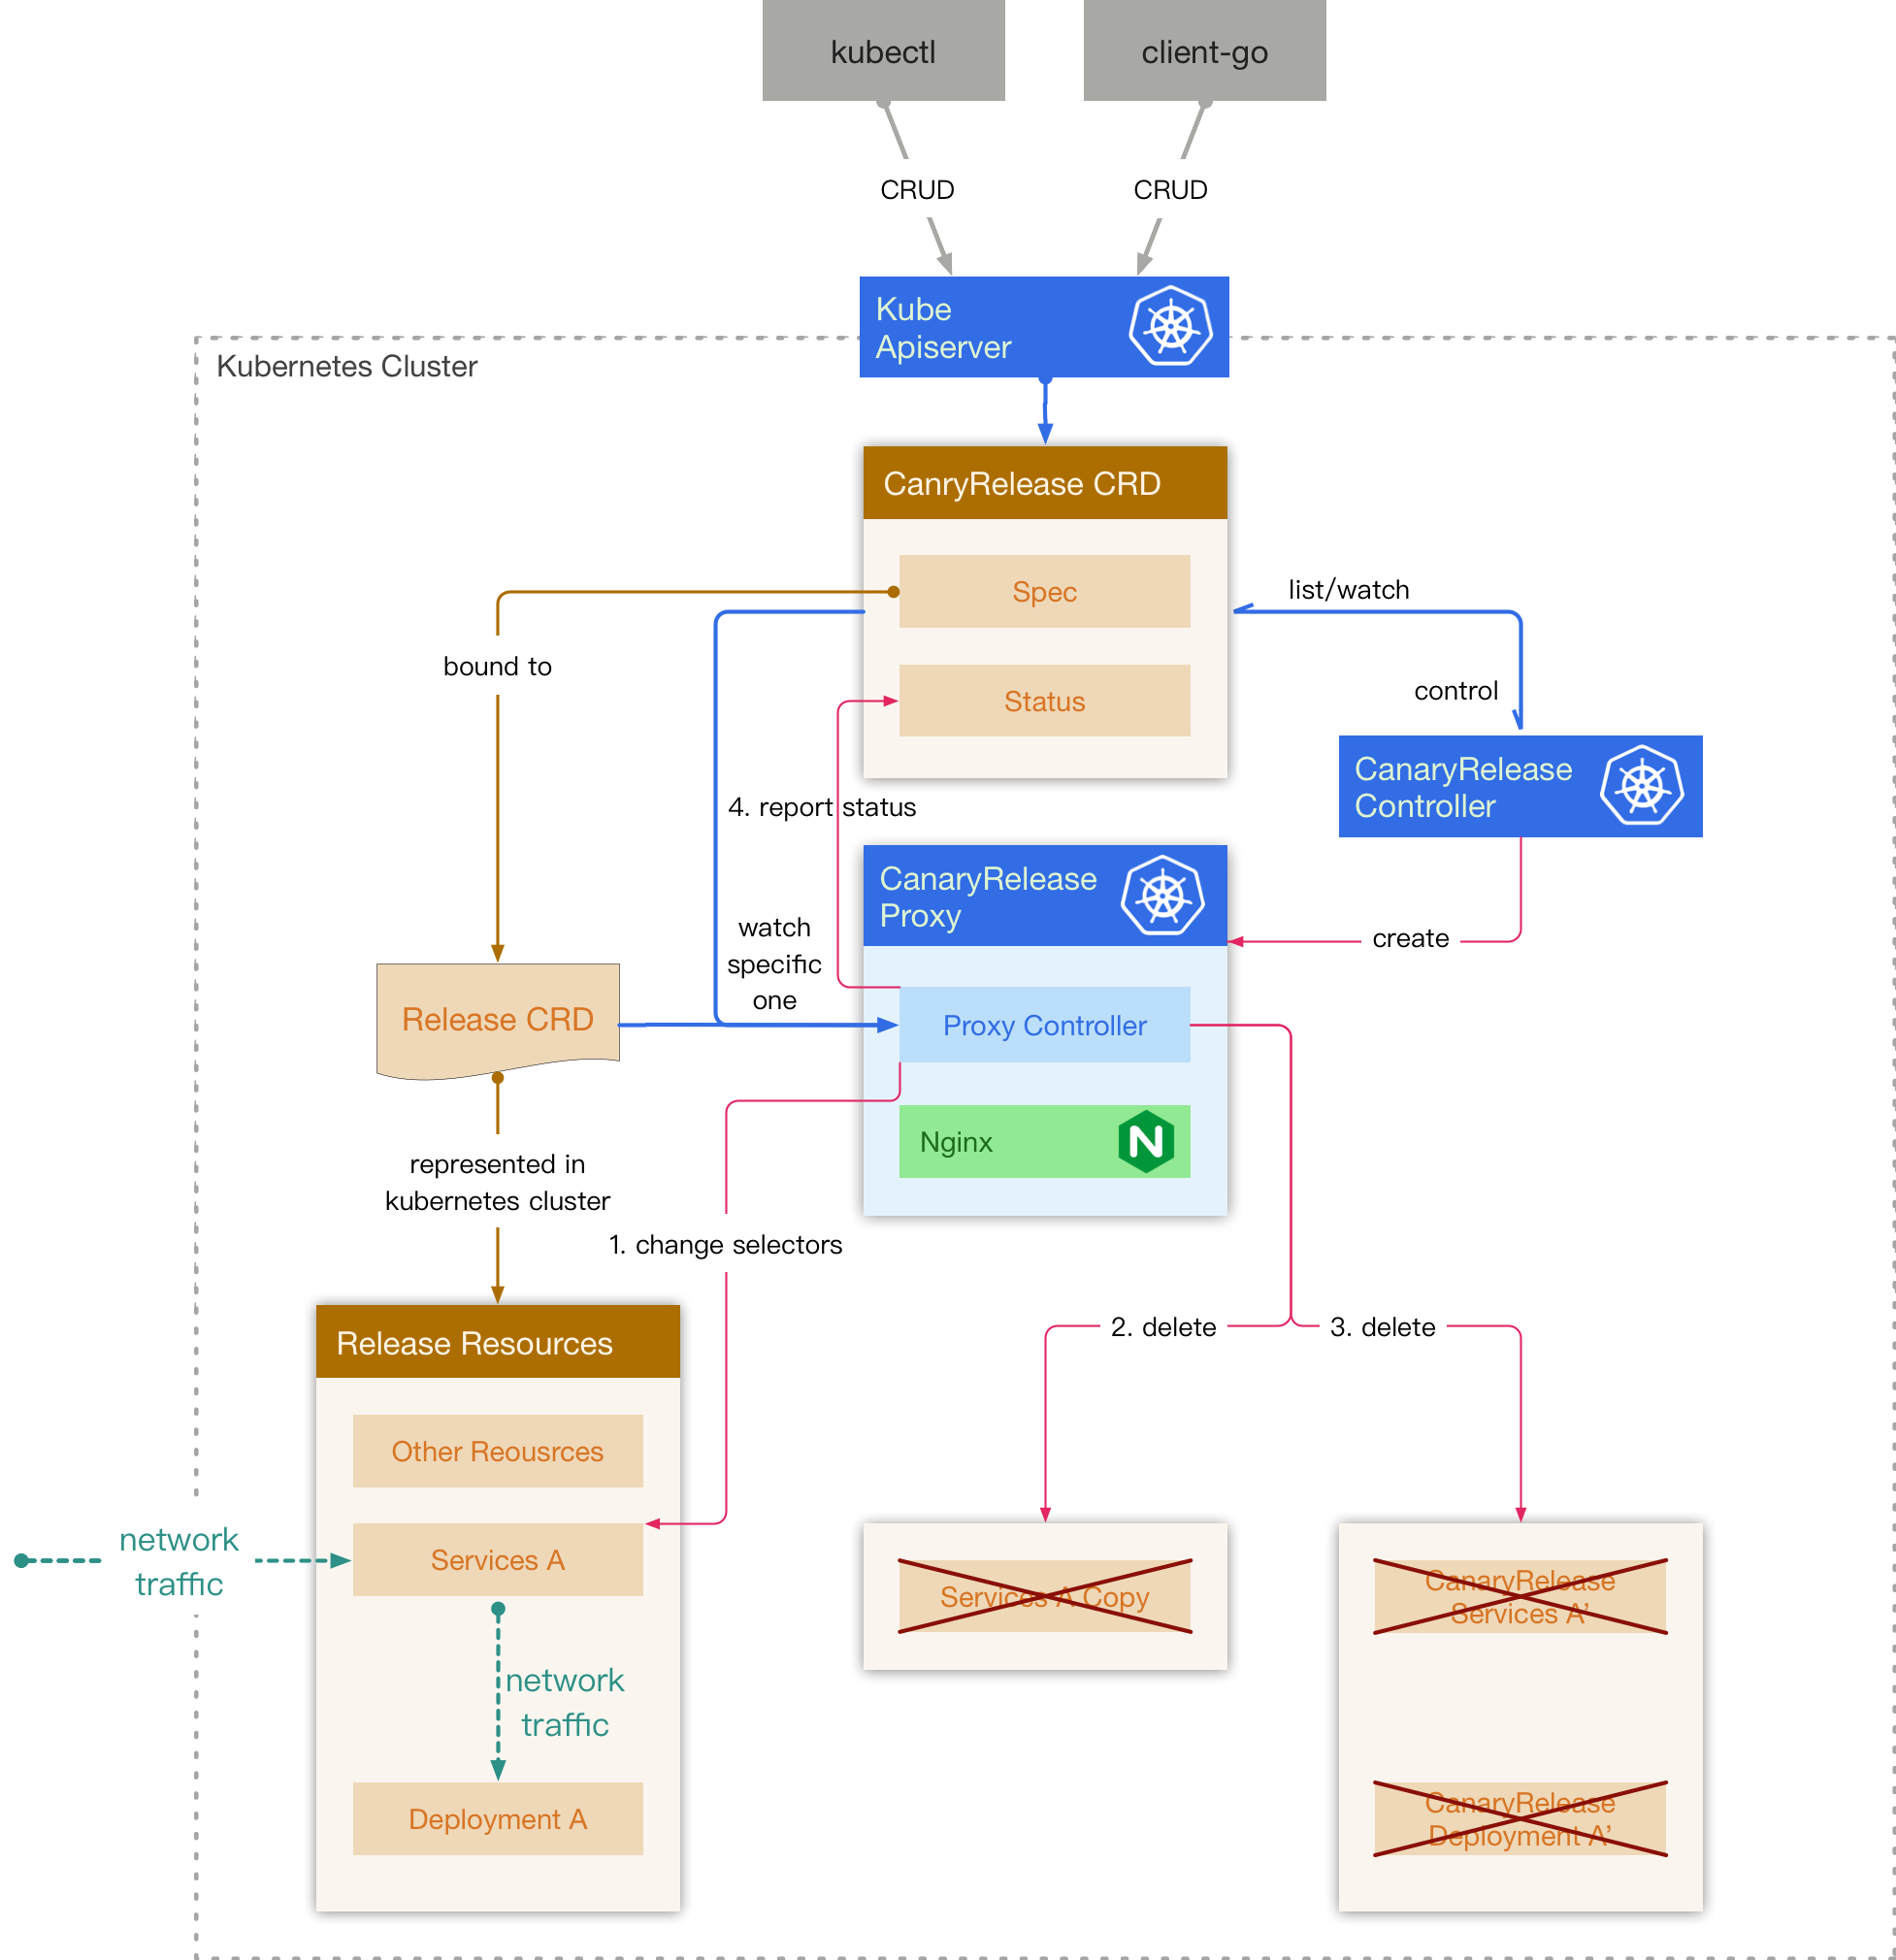 kubectl
client-go
CRUD
CRUD
Kube
Apiserver
Kubernetes Cluster
CanryRelease CRD
Spec
list/watch
bound to
Status
control
CanaryRelease
Controller
4. report status
CanaryRelease
Proxy
watch
specific
one
create
Release CRD
Proxy Controller
Nginx
N
represented in
kubernetes cluster
1. change selectors
2. delete
3. delete
Release Resources
Other Reousrces
network
traffic
Services A
Services A Copy
CanaryRelease
Services A’
network
traffic
Deployment A
CanaryRelease
Deployment A’